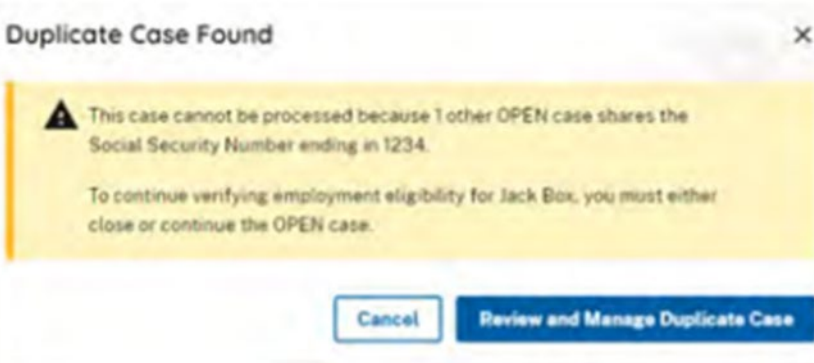 Duplicate Case Found
This case cannot be processed because 1 other OPEN case shares the
Social Security Number ending in 1234.
To continue verifying employment eligibility for Jack Box, you must either
close or continue the OPEN case.
Cancel
Review and Manage Duplicate Case